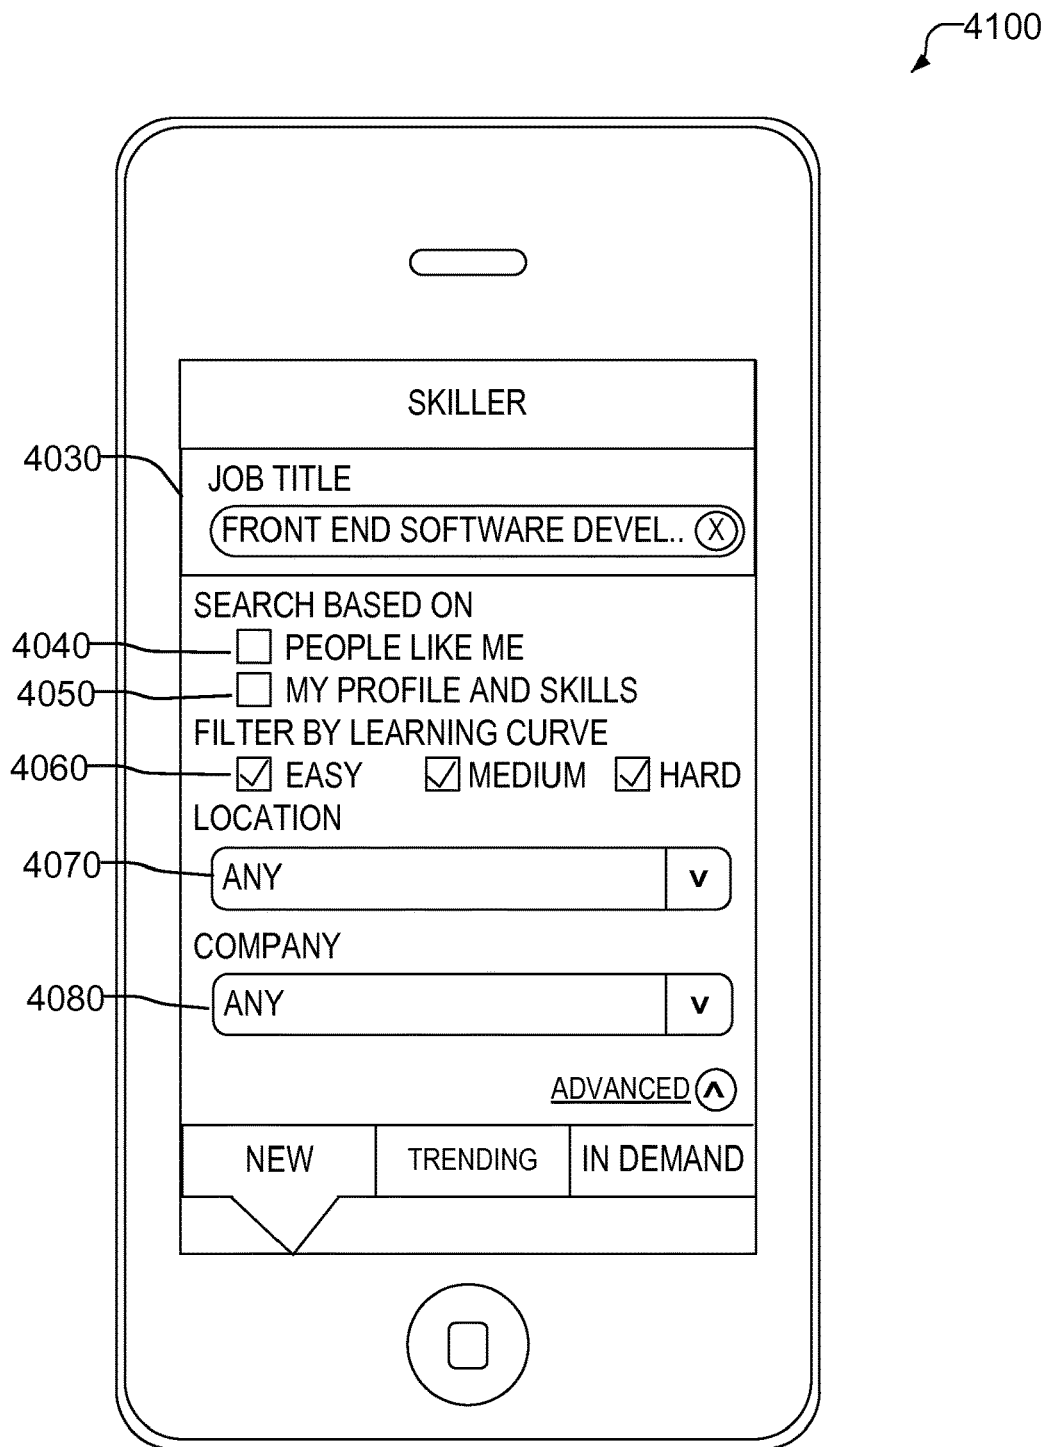 4100
SKILLER
4030
JOB TITLE
FRONT END SOFTWARE DEVEL.. X
SEARCH BASED ON
4040 PEOPLE LIKE ME
4050 MY PROFILE AND SKILLS
FILTER BY LEARNING CURVE
4060 EASY MEDIUM HARD
LOCATION
4070 ANY V
COMPANY
4080 ANY V
ADVANCED
NEW TRENDING IN DEMAND